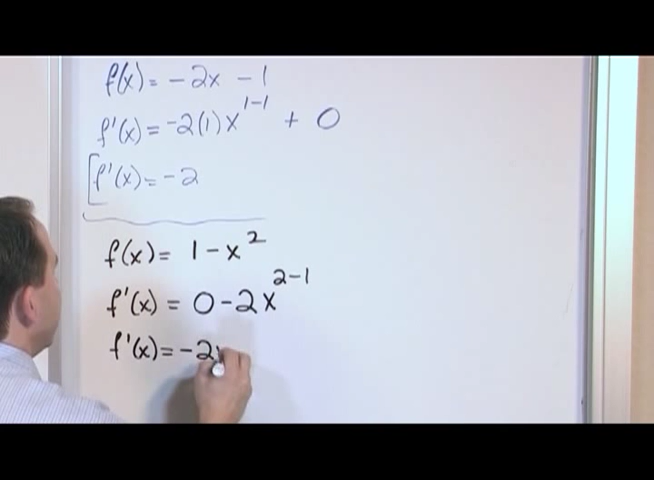 f(x) = -2x - 1
f'(x) = -2(1)x^{1-1} + 0
[f'(x) = -2
f(x) = 1 - x^2
f'(x) = 0 - 2x^{2-1}
f'(x) = -2